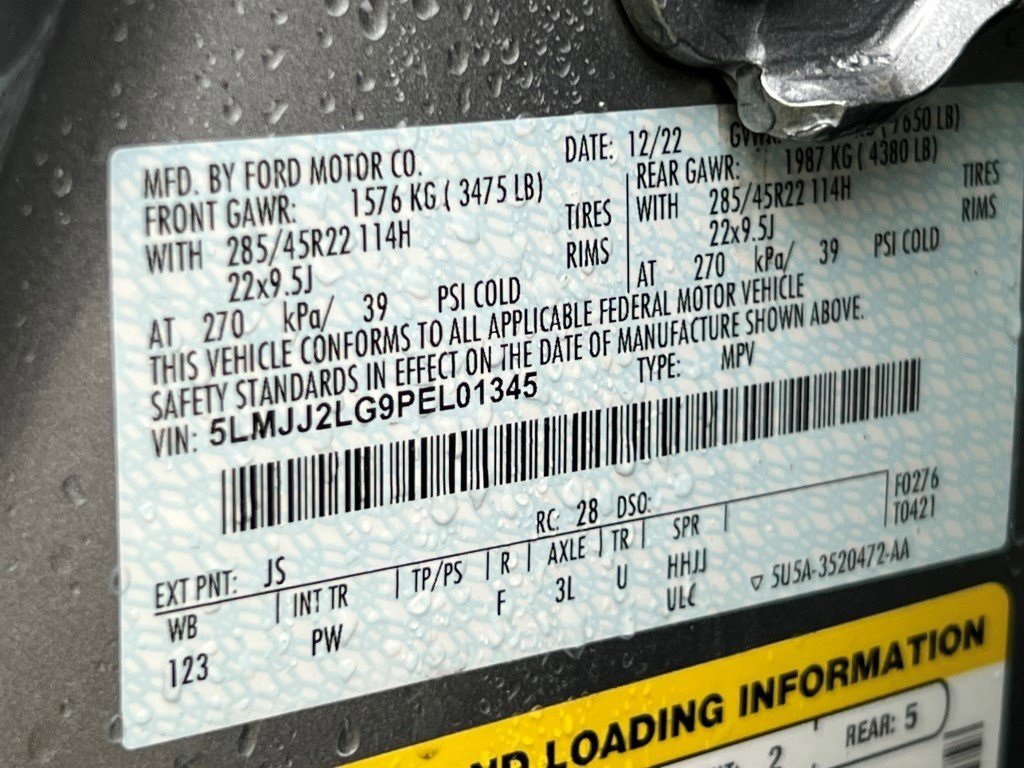 MFD. BY FORD MOTOR CO. DATE: 12/22 GVWR: 7650 LB)
FRONT GAWR: 1576 KG ( 3475 LB) REAR GAWR: 1987 KG ( 4380 LB)
WITH 285/45R22 114H TIRES WITH 285/45R22 114H TIRES
22x9.5J RIMS 22x9.5J RIMS
AT 270 kPa/ 39 PSI COLD AT 270 kPa/ 39 PSI COLD
THIS VEHICLE CONFORMS TO ALL APPLICABLE FEDERAL MOTOR VEHICLE
SAFETY STANDARDS IN EFFECT ON THE DATE OF MANUFACTURE SHOWN ABOVE.
VIN: 5LMJJ2LG9PEL01345 TYPE: MPV
F0276
T0421
EXT PNT: JS RC: 28 DSO:
WB INT TR TP/PS R AXLE TR SPR
123 PW F 3L U HHJJ
ULC ▽ 5U5A-3520472-AA
LOADING INFORMATION
2 REAR: 5